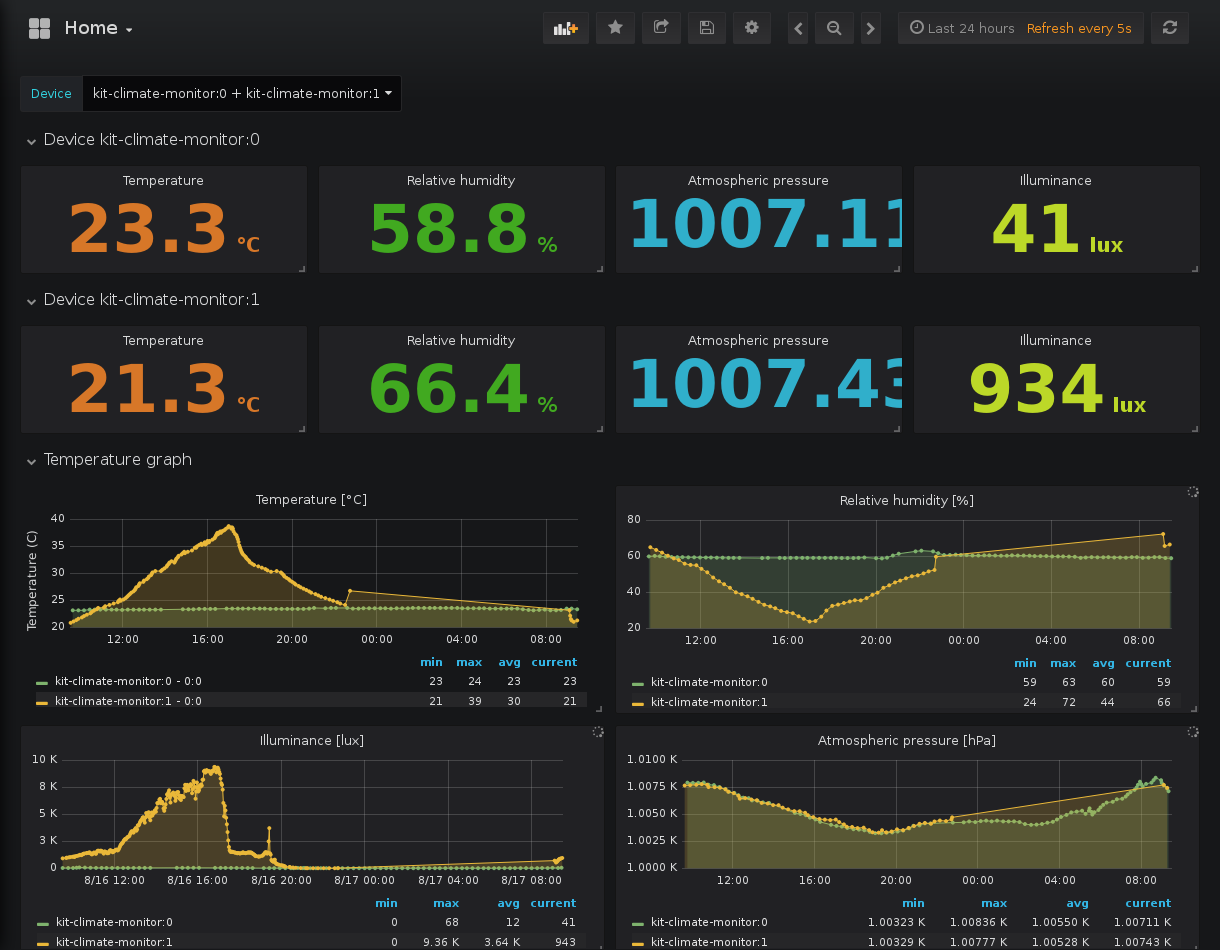 Home
Last 24 hours Refresh every 5s
Device kit-climate-monitor:0 + kit-climate-monitor:1
Device kit-climate-monitor:0
Temperature Relative humidity Atmospheric pressure Illuminance
23.3 °C 58.8 % 1007.11 41 lux
Device kit-climate-monitor:1
Temperature Relative humidity Atmospheric pressure Illuminance
21.3 °C 66.4 % 1007.43 934 lux
Temperature graph
Temperature [°C]
Temperature (C)
40
35
30
25
20
12:00 16:00 20:00 00:00 04:00 08:00
min max avg current
kit-climate-monitor:0 - 0:0 23 24 23 23
kit-climate-monitor:1 - 0:0 21 39 30 21
Relative humidity [%]
80
60
40
20
12:00 16:00 20:00 00:00 04:00 08:00
min max avg current
kit-climate-monitor:0 59 63 60 59
kit-climate-monitor:1 24 72 44 66
Illuminance [lux]
10 K
8 K
5 K
3 K
0
8/16 12:00 8/16 16:00 8/16 20:00 8/17 00:00 8/17 04:00 8/17 08:00
min max avg current
kit-climate-monitor:0 0 68 12 41
kit-climate-monitor:1 0 9.36 K 3.64 K 943
Atmospheric pressure [hPa]
1.0100 K
1.0075 K
1.0050 K
1.0025 K
1.0000 K
12:00 16:00 20:00 00:00 04:00 08:00
min max avg current
kit-climate-monitor:0 1.00323 K 1.00836 K 1.00550 K 1.00711 K
kit-climate-monitor:1 1.00329 K 1.00777 K 1.00528 K 1.00743 K